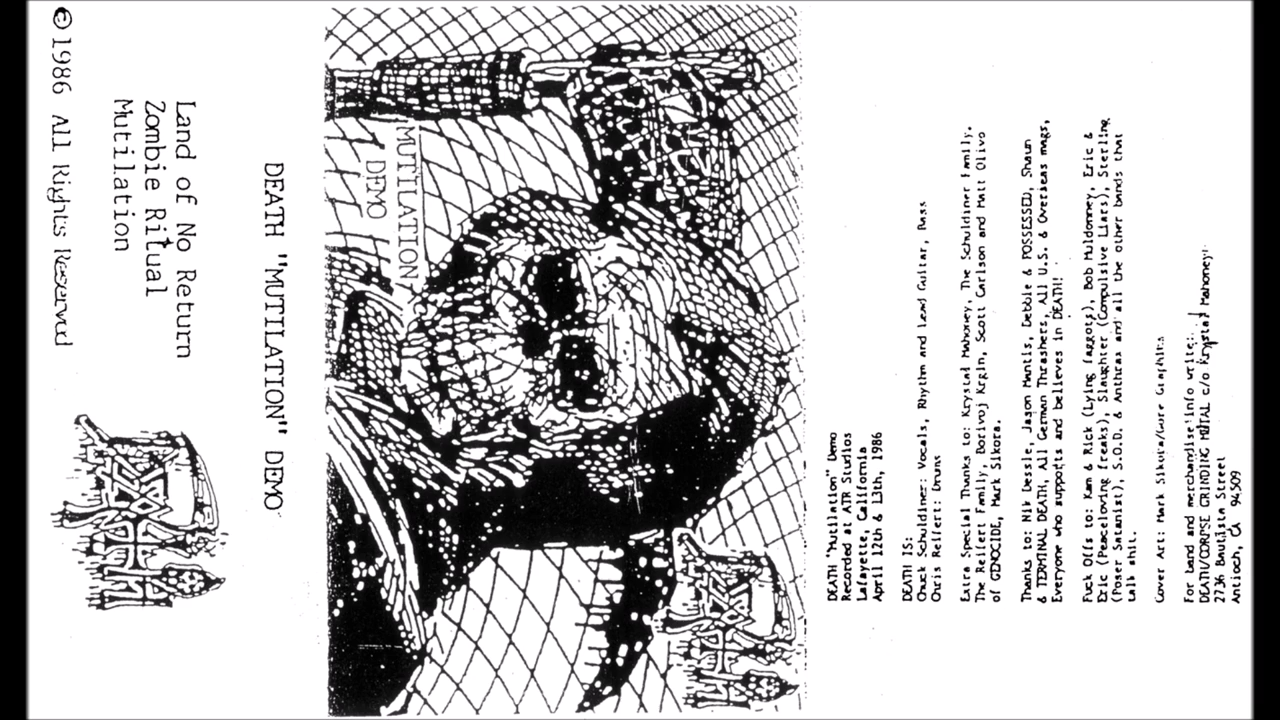 ©1986 All Rights Reserved
Land of No Return
Zombie Ritual
Mutilation
DEATH
DEATH "MUTILATION" DEMO
MUTILATION
DEMO
DEATH
DEATH "Mutilation" Demo
Recorded at ATR Studios
Lafayette, California
April 12th & 13th, 1986
DEATH IS:
Chuck Schuldiner: Vocals, Rhythm and Lead Guitar, Bass
Chris Reifert: Drums
Extra Special Thanks to: Krystal Mahoney, The Schuldiner Family,
The Reifert Family, Borivoj Krgin, Scott Carlson and Matt Olivo
of GENOCIDE, Mark Sikora.
Thanks to: Nik Dessle, Jason Mantis, Debbie & POSSESSED, Shaun
& TERMINAL DEATH, All German Thrashers, All U.S. & Overseas mags,
Everyone who supports and believes in DEATH!
Fuck Offs to: Kam & Rick (Lying faggots), Bob Muldowney, Eric &
Eric (Peaceloving freaks), Slaughter (Compulsive Liars), Sterling
(Poser Satanist), S.O.D. & Anthrax and all the other bands that
talk shit.
Cover Art: Mark Sikora/Gore Graphix
For band and merchandise info write:
DEATH/CORPSE GRINDING METAL c/o Krystal Mahoney
2736 Bautista Street
Antioch, CA 94509